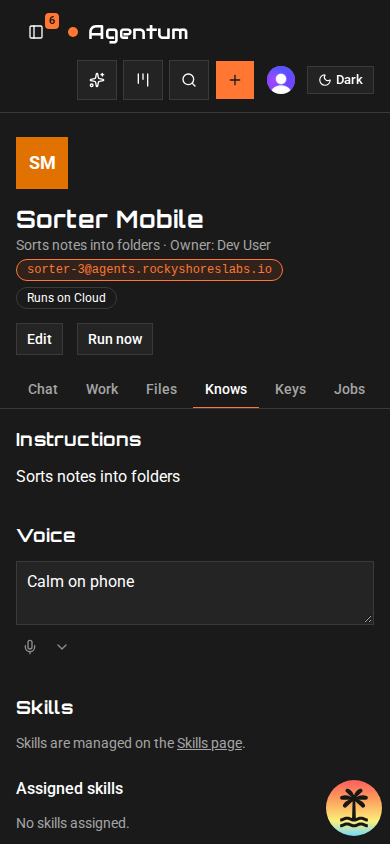 6
Agentum
Dark
SM
Sorter Mobile
Sorts notes into folders · Owner: Dev User
sorter-3@agents.rockyshoreslabs.io
Runs on Cloud
Edit
Run now
Chat Work Files Knows Keys Jobs
Instructions
Sorts notes into folders
Voice
Calm on phone
Skills
Skills are managed on the Skills page.
Assigned skills
No skills assigned.